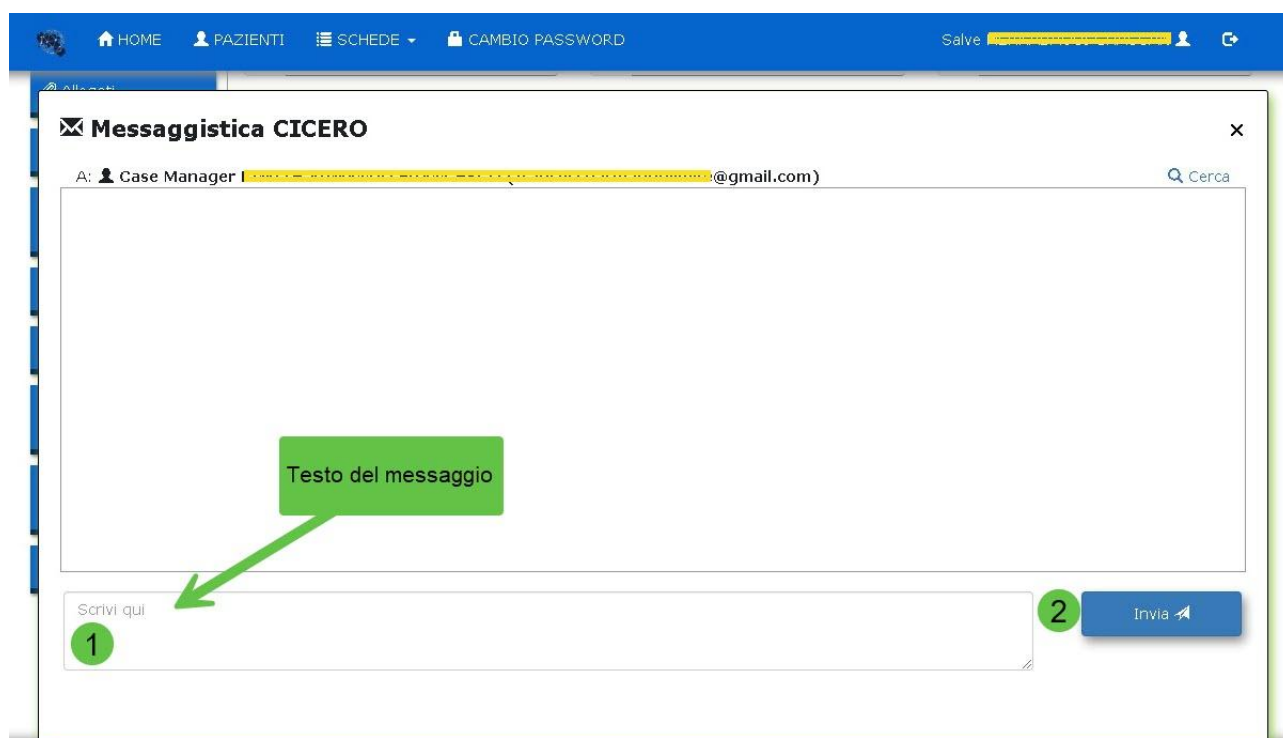 HOME PAZIENTI SCHEDE CAMBIO PASSWORD Salve
Allegati
Messaggistica CICERO ×
A: Case Manager @gmail.com) Cerca
Testo del messaggio
Scrivi qui
1
2 Invia